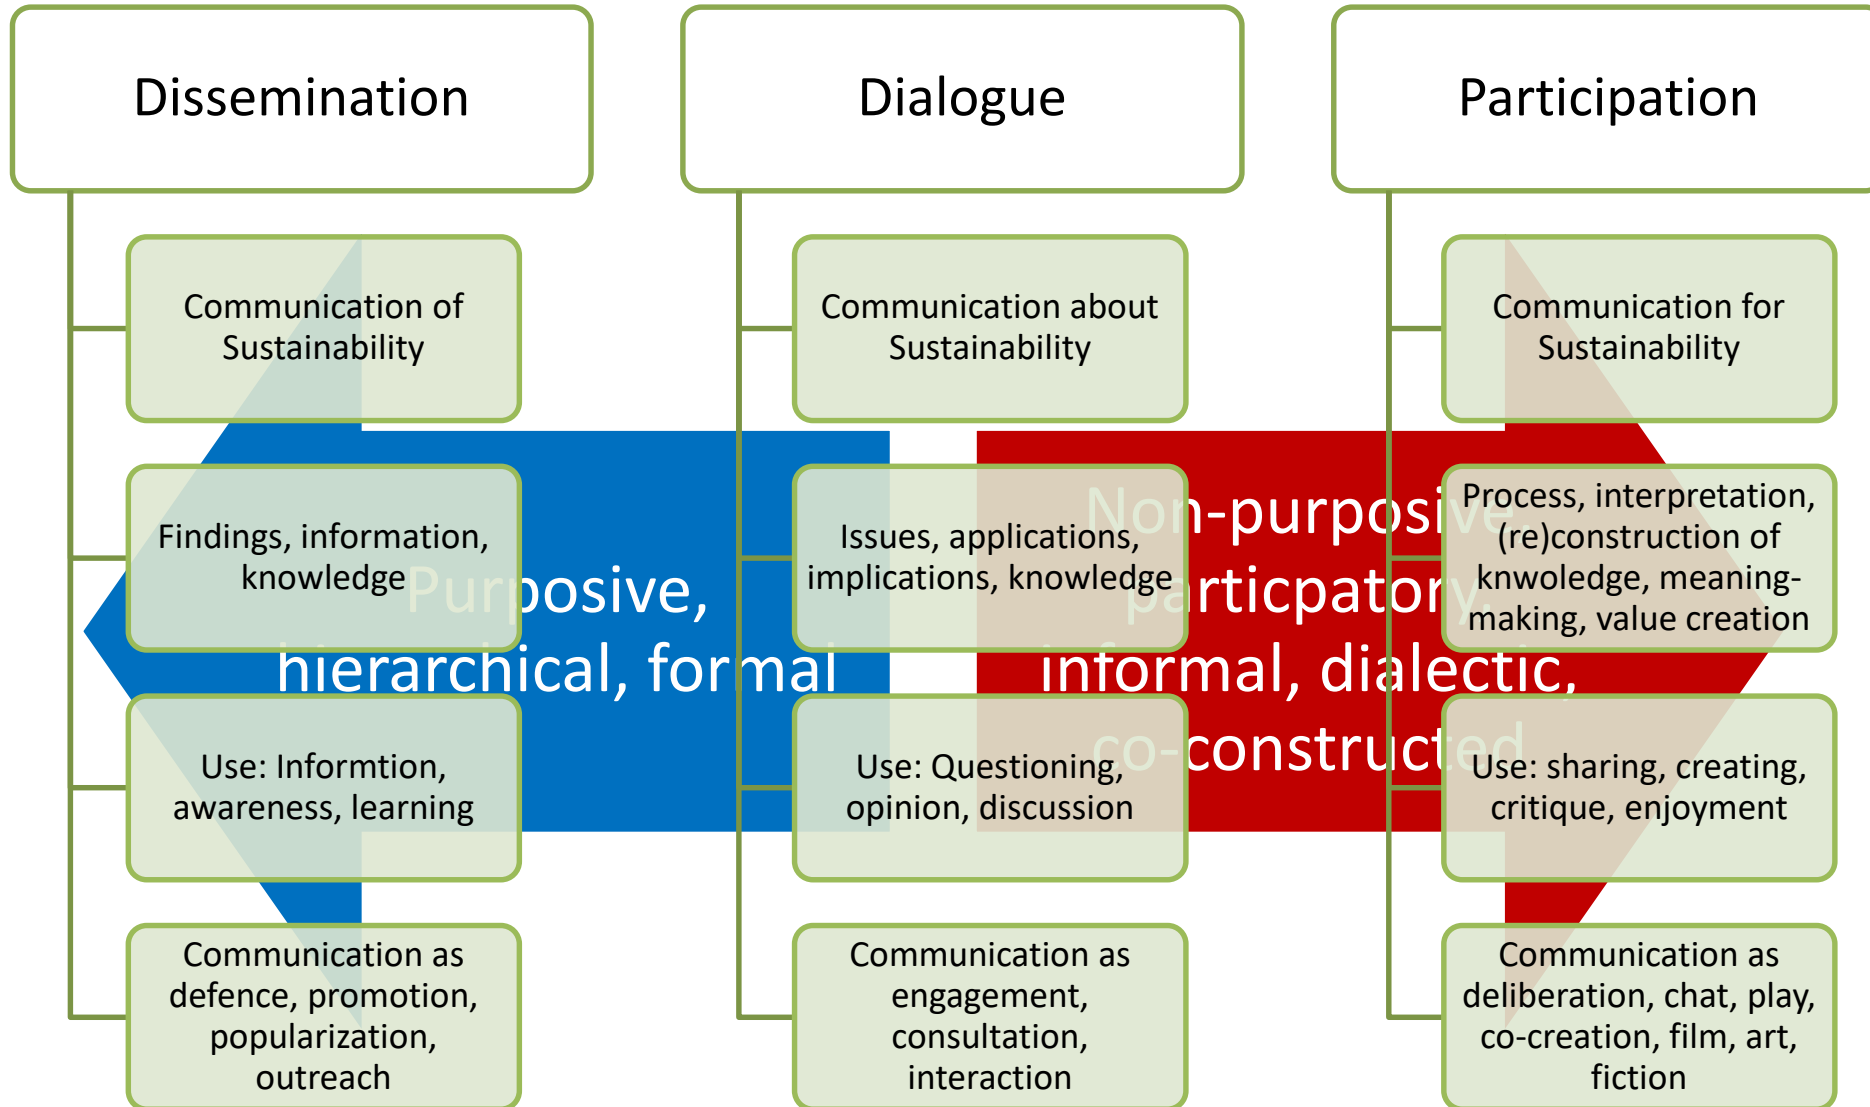 Dissemination
Communication of
Sustainability
Findings, information,
knowledge
Use: Informtion,
awareness, learning
Communication as
defence, promotion,
popularization,
outreach
Dialogue
Communication about
Sustainability
Issues, applications,
implications, knowledge
Use: Questioning,
opinion, discussion
Communication as
engagement,
consultation,
interaction
Participation
Communication for
Sustainability
Process, interpretation,
(re)construction of
knwoledge, meaning-
making, value creation
Use: sharing, creating,
critique, enjoyment
Communication as
deliberation, chat, play,
co-creation, film, art,
fiction
Purposive,
hierarchical, formal
Non-purposive,
particpatory,
informal, dialectic,
co-constructed